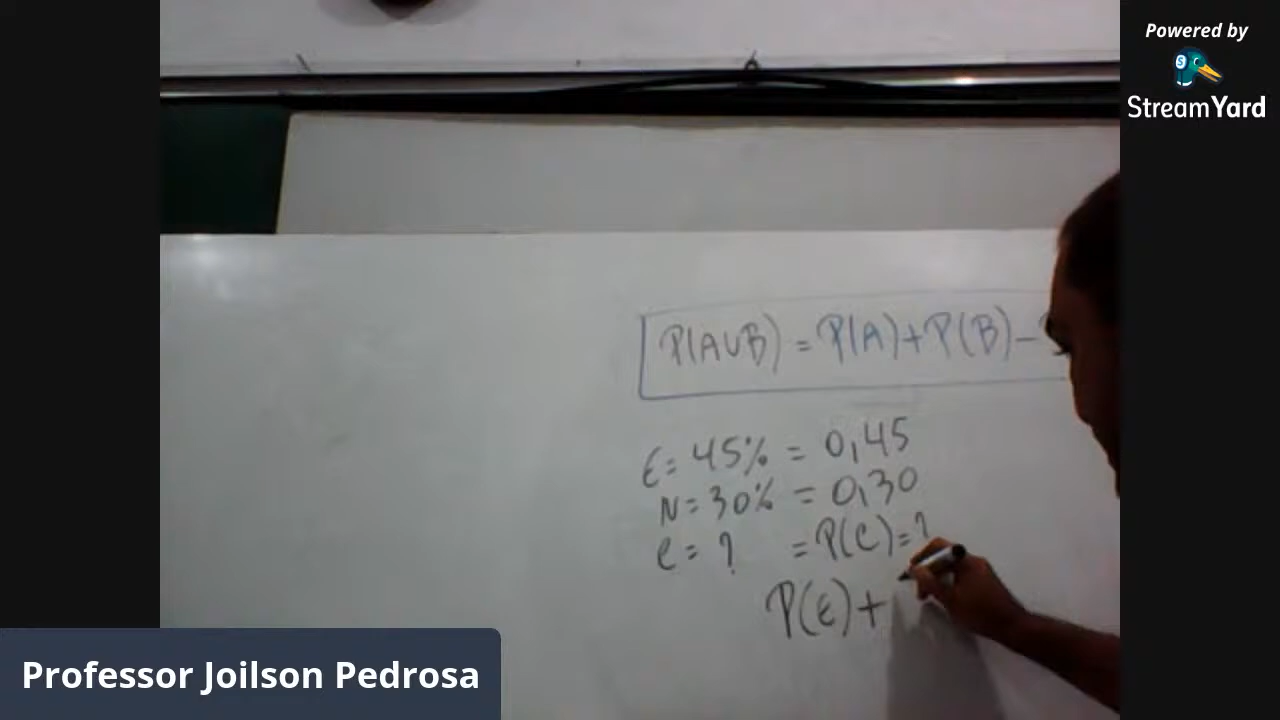 Powered by
StreamYard
P(A∪B) = P(A)+P(B)-
E = 45% = 0,45
N = 30% = 0,30
C = ? = P(C) = ?
P(E)+
Professor Joilson Pedrosa